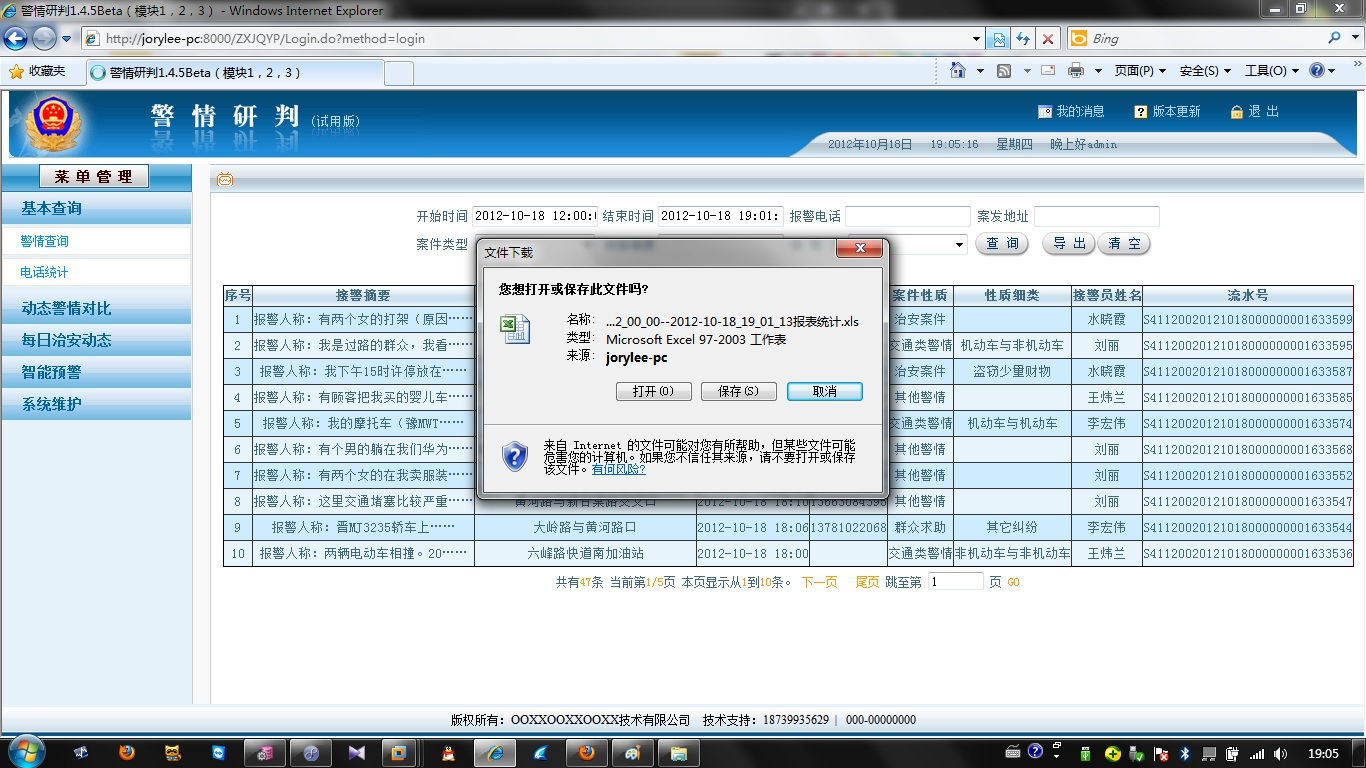 警情研判1.4.5Beta（模块1，2，3） - Windows Internet Explorer
http://jorylee-pc:8000/ZXJQYP/Login.do?method=login
Bing
收藏夹
警情研判1.4.5Beta（模块1，2，3）
页面(P)
安全(S)
工具(O)
警情研判（试用版）
我的消息
版本更新
退 出
2012年10月18日 19:05:16 星期四 晚上好admin
菜单管理
基本查询
警情查询
电话统计
动态警情对比
每日治安动态
智能预警
系统维护
开始时间 2012-10-18 12:00: 结束时间 2012-10-18 19:01: 报警电话 案发地址
案件类型 查 询 导 出 清 空
序号 接警摘要 案件性质 性质细类 接警员姓名 流水号
1 报警人称：有两个女的打架（原因…… 治安案件 水晓霞 S4112002012101800000001633599
2 报警人称：我是过路的群众，我看…… 交通类警情 机动车与非机动车 刘丽 S4112002012101800000001633595
3 报警人称：我下午15时许停放在…… 治安案件 盗窃少量财物 水晓霞 S4112002012101800000001633587
4 报警人称：有顾客把我买的婴儿车…… 其他警情 王炜兰 S4112002012101800000001633585
5 报警人称：我的摩托车（豫MWT…… 交通类警情 机动车与机动车 李宏伟 S4112002012101800000001633574
6 报警人称：有个男的躺在我们华为…… 其他警情 刘丽 S4112002012101800000001633568
7 报警人称：有两个女的在我卖服装…… 其他警情 刘丽 S4112002012101800000001633552
8 报警人称：这里交通堵塞比较严重…… 黄河路与新甘棠路交叉口 2012-10-18 18:10 13663084395 其他警情 刘丽 S4112002012101800000001633547
9 报警人称：晋MJ3235轿车上…… 大岭路与黄河路口 2012-10-18 18:06 13781022068 群众求助 其它纠纷 李宏伟 S4112002012101800000001633544
10 报警人称：两辆电动车相撞。20…… 六峰路快道南加油站 2012-10-18 18:00 交通类警情 非机动车与非机动车 王炜兰 S4112002012101800000001633536
共有47条 当前第1/5页 本页显示从1到10条。 下一页 尾页 跳至第 1 页 GO
文件下载
您想打开或保存此文件吗?
名称: ...2_00_00--2012-10-18_19_01_13报表统计.xls
类型: Microsoft Excel 97-2003 工作表
来源: jorylee-pc
打开(O) 保存(S) 取消
来自 Internet 的文件可能对您有所帮助，但某些文件可能
危害您的计算机。如果您不信任其来源，请不要打开或保存
该文件。有何风险?
版权所有：OOXXOOXXOOXX技术有限公司 技术支持：18739935629 | 000-00000000
19:05